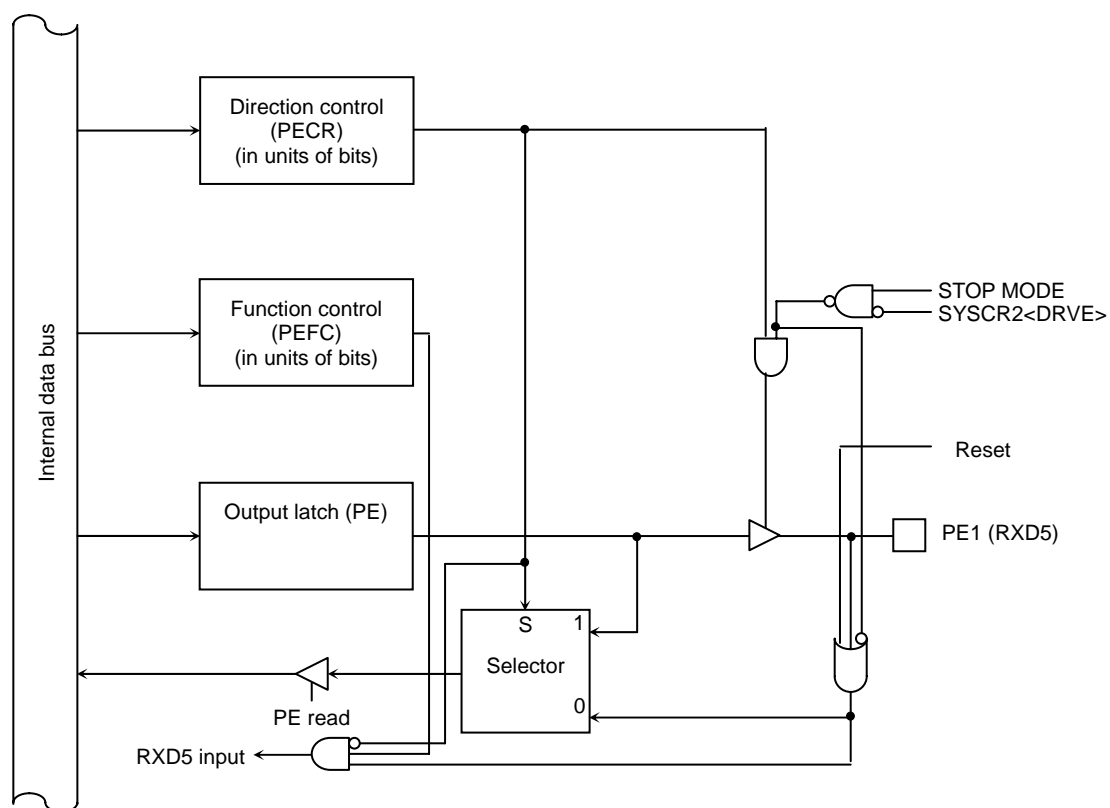 Direction control
(PECR)
(in units of bits)
Function control
(PEFC)
(in units of bits)
STOP MODE
SYSCR2<DRVE>
Internal data bus
Reset
Output latch (PE)
PE1 (RXD5)
S
1
Selector
0
PE read
RXD5 input